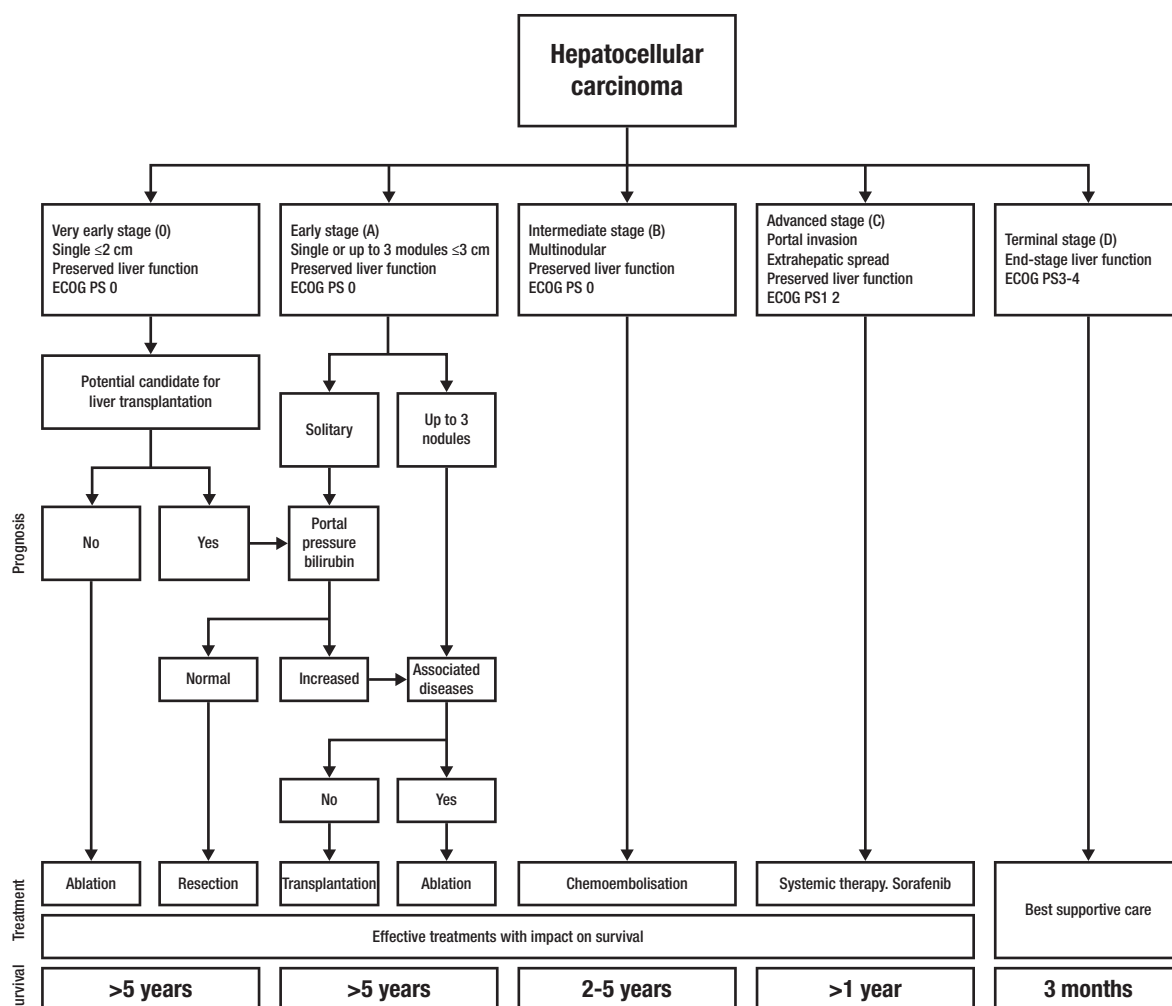 Hepatocellular
carcinoma
Very early stage (0)
Single ≤2 cm
Preserved liver function
ECOG PS 0
Early stage (A)
Single or up to 3 modules ≤3 cm
Preserved liver function
ECOG PS 0
Intermediate stage (B)
Multinodular
Preserved liver function
ECOG PS 0
Advanced stage (C)
Portal invasion
Extrahepatic spread
Preserved liver function
ECOG PS1 2
Terminal stage (D)
End-stage liver function
ECOG PS3-4
Potential candidate for
liver transplantation
Solitary
Up to 3
nodules
Prognosis
No
Yes
Portal
pressure
bilirubin
Normal
Increased
Associated
diseases
No
Yes
Treatment
Ablation
Resection
Transplantation
Ablation
Chemoembolisation
Systemic therapy. Sorafenib
Best supportive care
Effective treatments with impact on survival
>5 years
>5 years
2-5 years
>1 year
3 months